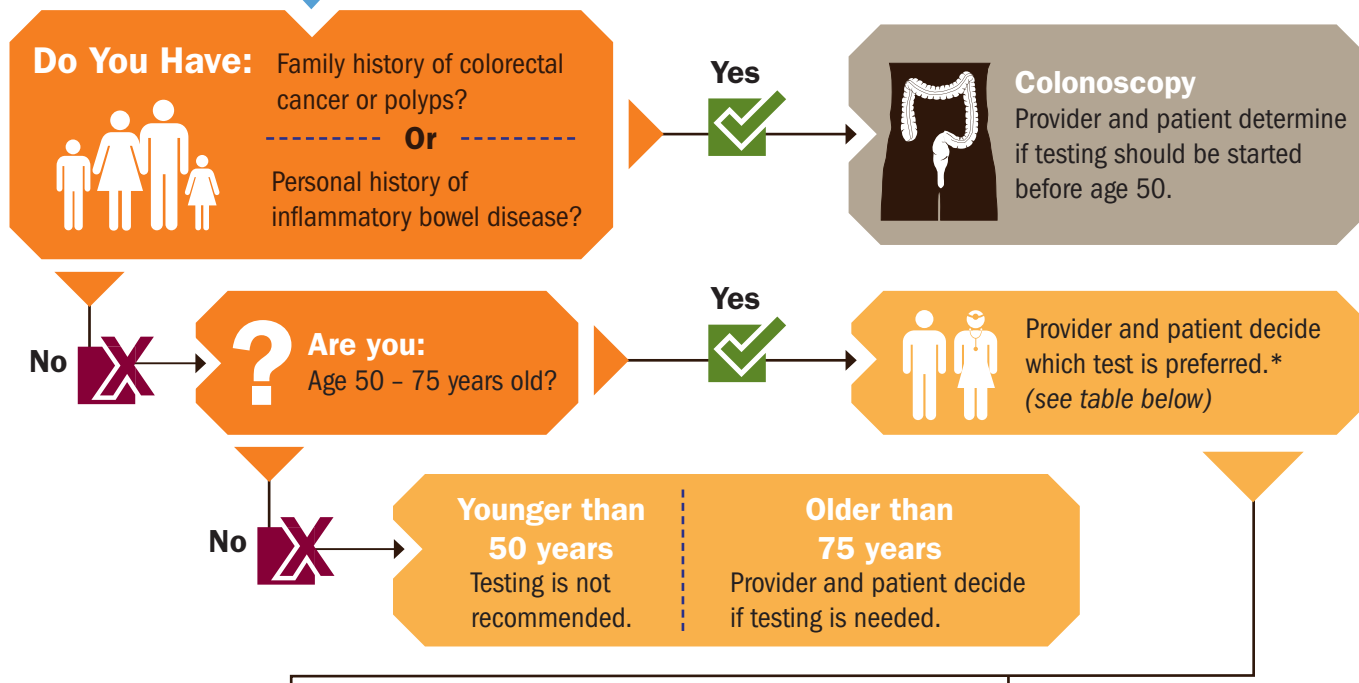 Do You Have:
Family history of colorectal
cancer or polyps?
Or
Personal history of
inflammatory bowel disease?
Yes
Colonoscopy
Provider and patient determine
if testing should be started
before age 50.
No
?
Are you:
Age 50 – 75 years old?
Yes
Provider and patient decide
which test is preferred.*
(see table below)
No
Younger than
50 years
Testing is not
recommended.
Older than
75 years
Provider and patient decide
if testing is needed.